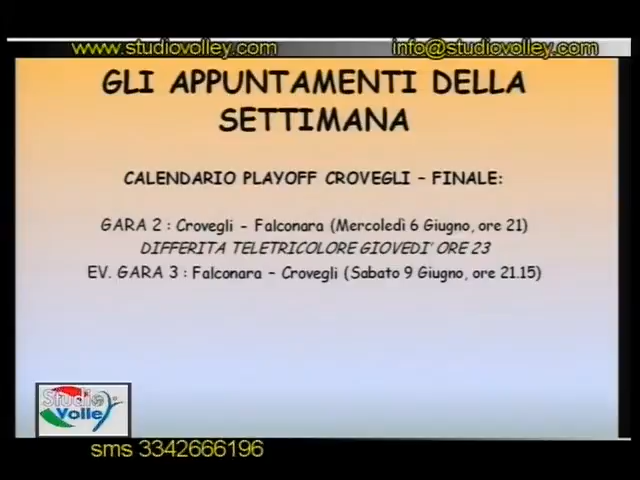 www.studiovolley.com info@studiovolley.com
GLI APPUNTAMENTI DELLA
SETTIMANA
CALENDARIO PLAYOFF CROVEGLI – FINALE:
GARA 2 : Crovegli – Falconara (Mercoledì 6 Giugno, ore 21)
DIFFERITA TELETRICOLORE GIOVEDI' ORE 23
EV. GARA 3 : Falconara – Crovegli (Sabato 9 Giugno, ore 21.15)
Studio
Volley
sms 3342666196